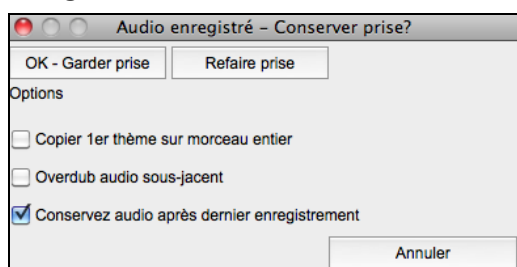 Audio enregistré – Conserver prise?
OK - Garder prise Refaire prise
Options
Copier 1er thème sur morceau entier
Overdub audio sous-jacent
Conservez audio après dernier enregistrement
Annuler